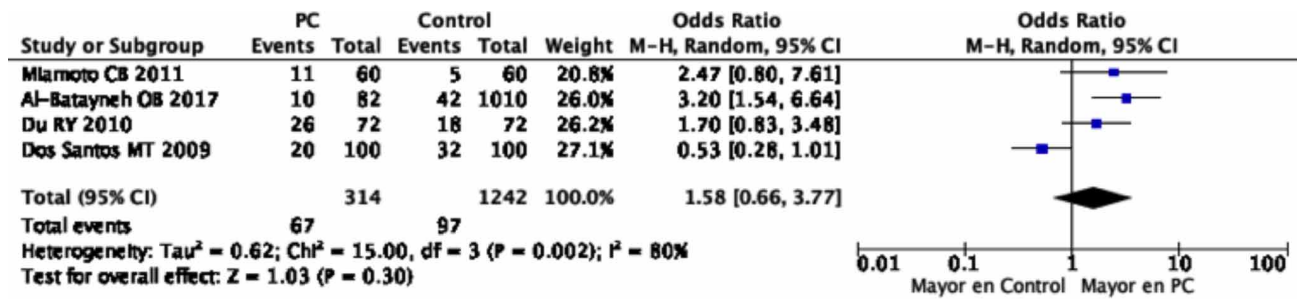 PC Control Odds Ratio Odds Ratio
Study or Subgroup Events Total Events Total Weight M-H, Random, 95% CI M-H, Random, 95% CI
Miamoto CB 2011 11 60 5 60 20.8% 2.47 [0.80, 7.61]
Al-Batayneh OB 2017 10 82 42 1010 26.0% 3.20 [1.54, 6.64]
Du RY 2010 26 72 18 72 26.2% 1.70 [0.83, 3.48]
Dos Santos MT 2009 20 100 32 100 27.1% 0.53 [0.28, 1.01]
Total (95% CI) 314 1242 100.0% 1.58 [0.66, 3.77]
Total events 67 97
Heterogeneity: Tau² = 0.62; Chi² = 15.00, df = 3 (P = 0.002); I² = 80%
Test for overall effect: Z = 1.03 (P = 0.30)
0.01 0.1 1 10 100
Mayor en Control Mayor en PC